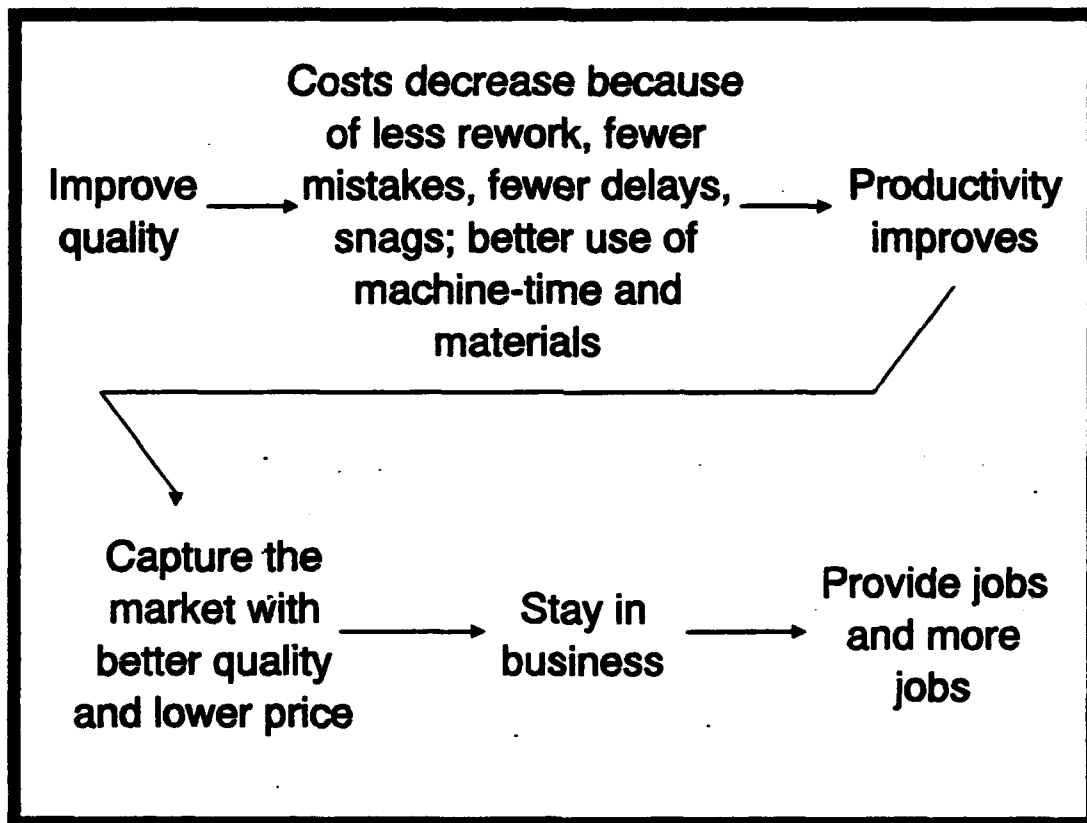 Improve
quality
Costs decrease because
of less rework, fewer
mistakes, fewer delays,
snags; better use of
machine-time and
materials
Productivity
improves
Capture the
market with
better quality
and lower price
Stay in
business
Provide jobs
and more
jobs